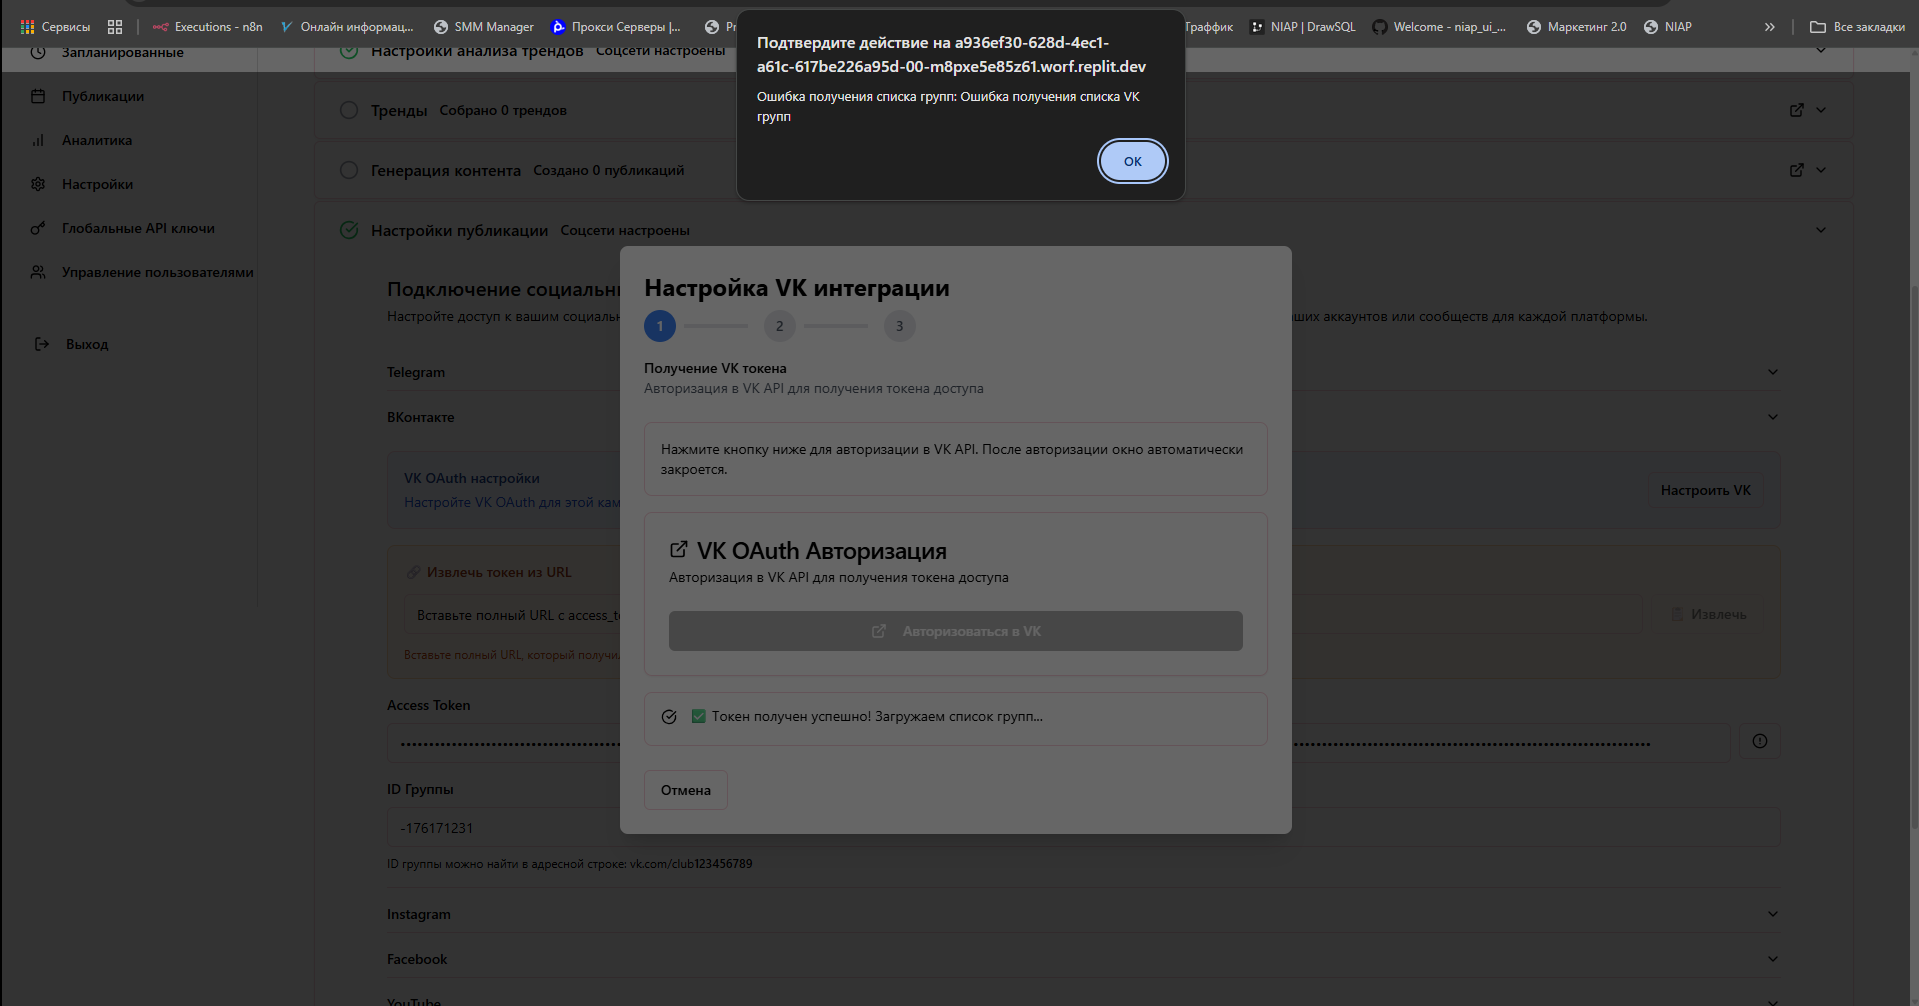 Сервисы
Executions - n8n
Онлайн информац...
SMM Manager
Прокси Серверы |...
Граффик
NIAP | DrawSQL
Welcome - niap_ui_...
Маркетинг 2.0
NIAP
»
Все закладки
Подтвердите действие на a936ef30-628d-4ec1-
a61c-617be226a95d-00-m8pxe5e85z61.worf.replit.dev
Ошибка получения списка групп: Ошибка получения списка VK
групп
ОК
Запланированные
Публикации
Аналитика
Настройки
Глобальные API ключи
Управление пользователями
Выход
Настройки анализа трендов Соцсети настроены
Тренды Собрано 0 трендов
Генерация контента Создано 0 публикаций
Настройки публикации Соцсети настроены
Подключение социальн
Настройте доступ к вашим социальн
ших аккаунтов или сообществ для каждой платформы.
Telegram
ВКонтакте
VK OAuth настройки
Настройте VK OAuth для этой кам
Настроить VK
Извлечь токен из URL
Вставьте полный URL с access_t
Извлечь
Вставьте полный URL, который получи
Access Token
ID Группы
-176171231
ID группы можно найти в адресной строке: vk.com/club123456789
Instagram
Facebook
YouTube
Настройка VK интеграции
1 2 3
Получение VK токена
Авторизация в VK API для получения токена доступа
Нажмите кнопку ниже для авторизации в VK API. После авторизации окно автоматически
закроется.
VK OAuth Авторизация
Авторизация в VK API для получения токена доступа
Авторизоваться в VK
✅ Токен получен успешно! Загружаем список групп...
Отмена